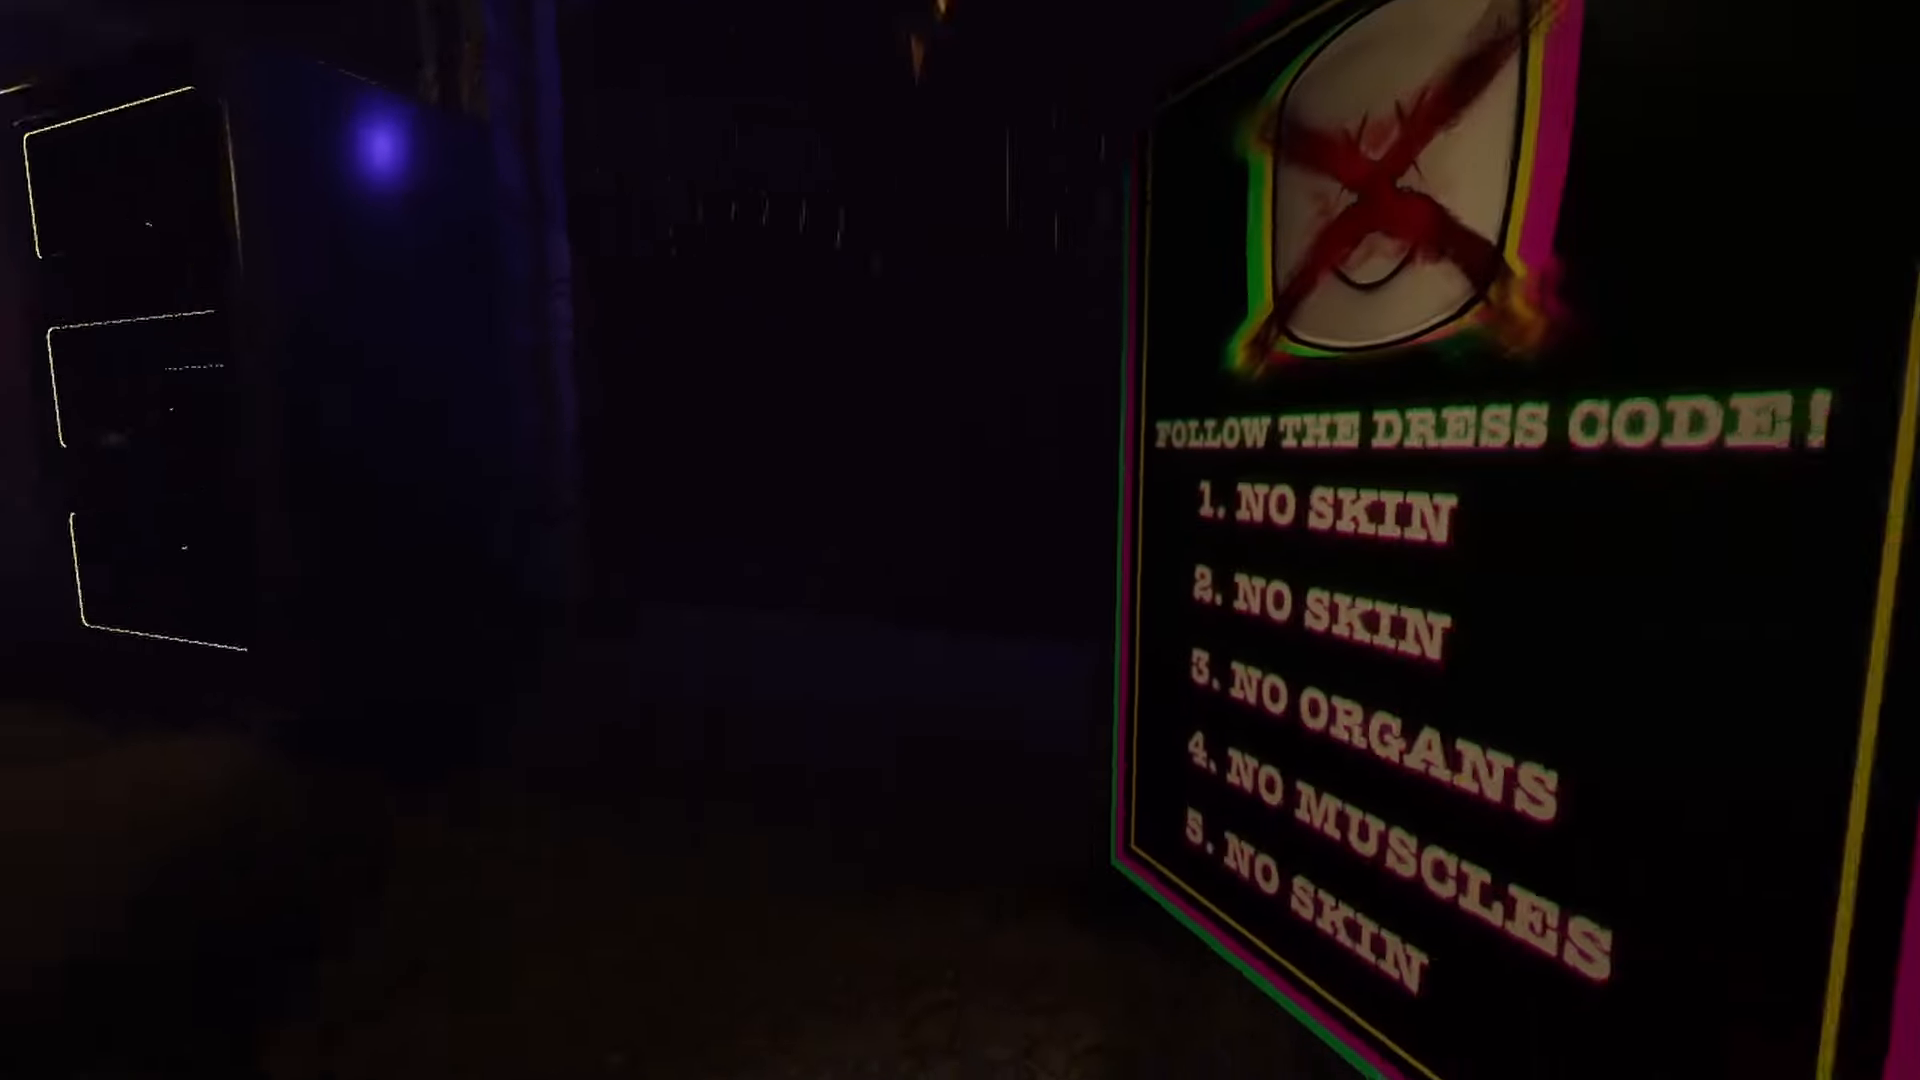 FOLLOW THE DRESS CODE!
1. NO SKIN
2. NO SKIN
3. NO ORGANS
4. NO MUSCLES
5. NO SKIN